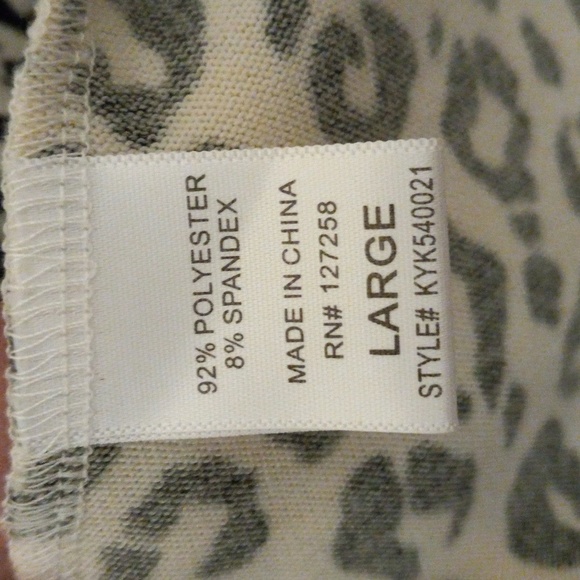 92% POLYESTER
8% SPANDEX
MADE IN CHINA
RN# 127258
LARGE
STYLE# KYK540021